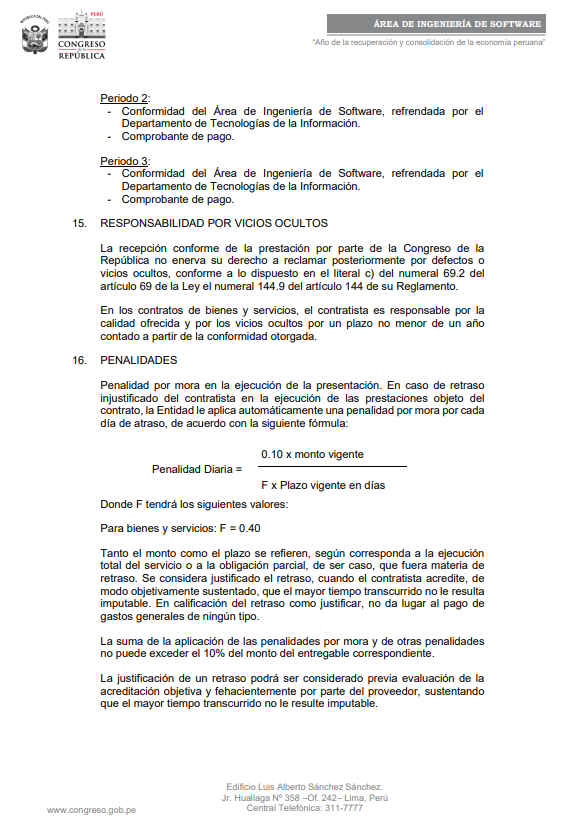 PERÚ
CONGRESO
de la
REPÚBLICA
ÁREA DE INGENIERÍA DE SOFTWARE
“Año de la recuperación y consolidación de la economía peruana”
Periodo 2:
- Conformidad del Área de Ingeniería de Software, refrendada por el
Departamento de Tecnologías de la Información.
- Comprobante de pago.
Periodo 3:
- Conformidad del Área de Ingeniería de Software, refrendada por el
Departamento de Tecnologías de la Información.
- Comprobante de pago.
15. RESPONSABILIDAD POR VICIOS OCULTOS
La recepción conforme de la prestación por parte de la Congreso de la
República no enerva su derecho a reclamar posteriormente por defectos o
vicios ocultos, conforme a lo dispuesto en el literal c) del numeral 69.2 del
artículo 69 de la Ley el numeral 144.9 del artículo 144 de su Reglamento.
En los contratos de bienes y servicios, el contratista es responsable por la
calidad ofrecida y por los vicios ocultos por un plazo no menor de un año
contado a partir de la conformidad otorgada.
16. PENALIDADES
Penalidad por mora en la ejecución de la presentación. En caso de retraso
injustificado del contratista en la ejecución de las prestaciones objeto del
contrato, la Entidad le aplica automáticamente una penalidad por mora por cada
día de atraso, de acuerdo con la siguiente fórmula:
0.10 x monto vigente
Penalidad Diaria =
F x Plazo vigente en días
Donde F tendrá los siguientes valores:
Para bienes y servicios: F = 0.40
Tanto el monto como el plazo se refieren, según corresponda a la ejecución
total del servicio o a la obligación parcial, de ser caso, que fuera materia de
retraso. Se considera justificado el retraso, cuando el contratista acredite, de
modo objetivamente sustentado, que el mayor tiempo transcurrido no le resulta
imputable. En calificación del retraso como justificar, no da lugar al pago de
gastos generales de ningún tipo.
La suma de la aplicación de las penalidades por mora y de otras penalidades
no puede exceder el 10% del monto del entregable correspondiente.
La justificación de un retraso podrá ser considerado previa evaluación de la
acreditación objetiva y fehacientemente por parte del proveedor, sustentando
que el mayor tiempo transcurrido no le resulte imputable.
Edificio Luis Alberto Sánchez Sánchez.
Jr. Huallaga Nº 358 –Of. 242– Lima, Perú
Central Telefónica: 311-7777
www.congreso.gob.pe